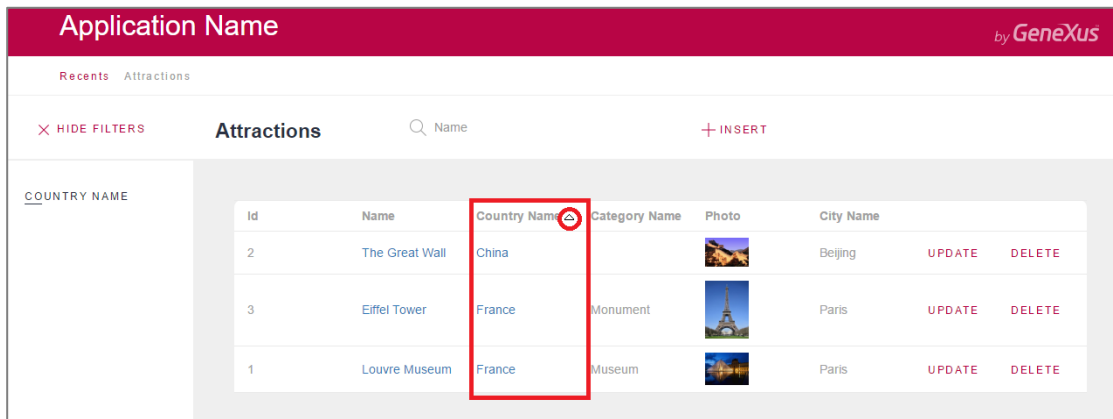 Application Name
by GeneXus
Recents Attractions
HIDE FILTERS
Attractions
Name
INSERT
COUNTRY NAME
Id Name Country Name Category Name Photo City Name
2 The Great Wall China Beijing UPDATE DELETE
3 Eiffel Tower France Monument Paris UPDATE DELETE
1 Louvre Museum France Museum Paris UPDATE DELETE